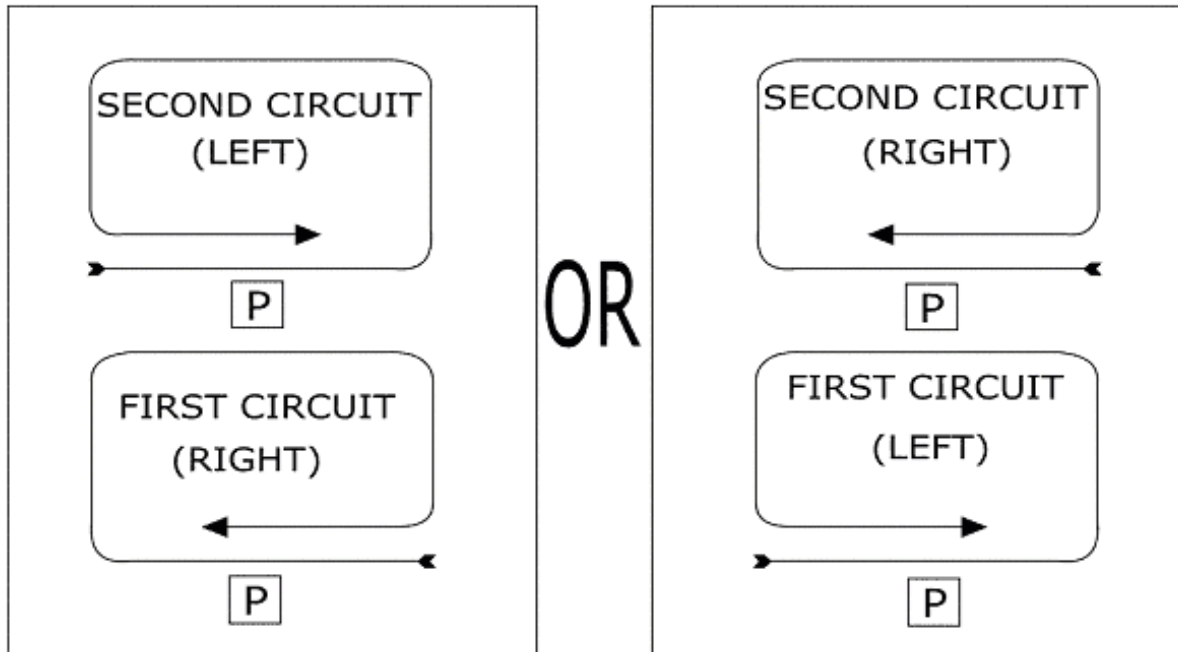 SECOND CIRCUIT
(LEFT)
P
FIRST CIRCUIT
(RIGHT)
P
OR
SECOND CIRCUIT
(RIGHT)
P
FIRST CIRCUIT
(LEFT)
P